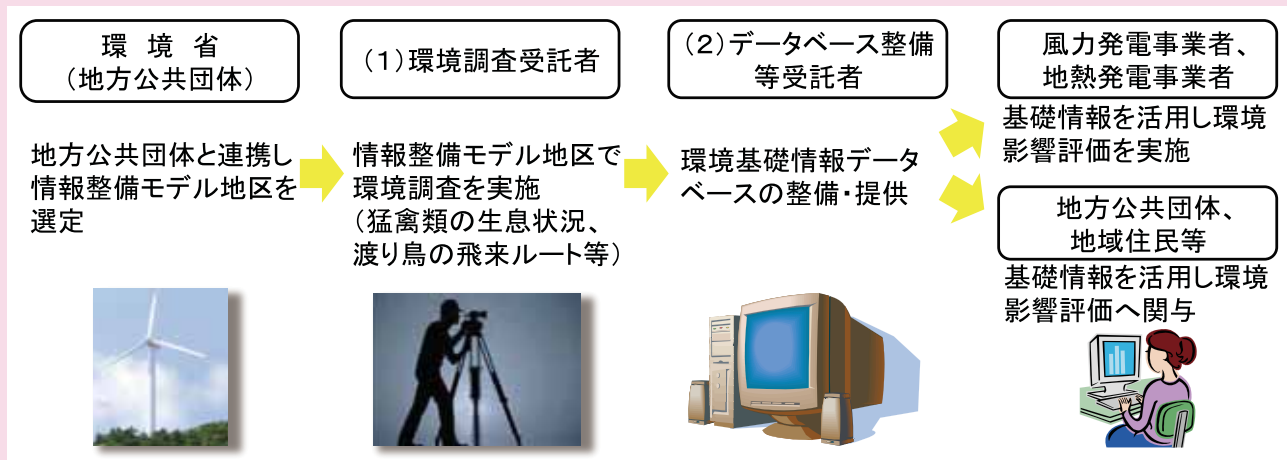 環 境 省
（地方公共団体）
地方公共団体と連携し
情報整備モデル地区を
選定
（1）環境調査受託者
情報整備モデル地区で
環境調査を実施
（猛禽類の生息状況、
渡り鳥の飛来ルート等）
（2）データベース整備
等受託者
環境基礎情報データ
ベースの整備・提供
風力発電事業者、
地熱発電事業者
基礎情報を活用し環境
影響評価を実施
地方公共団体、
地域住民等
基礎情報を活用し環境
影響評価へ関与